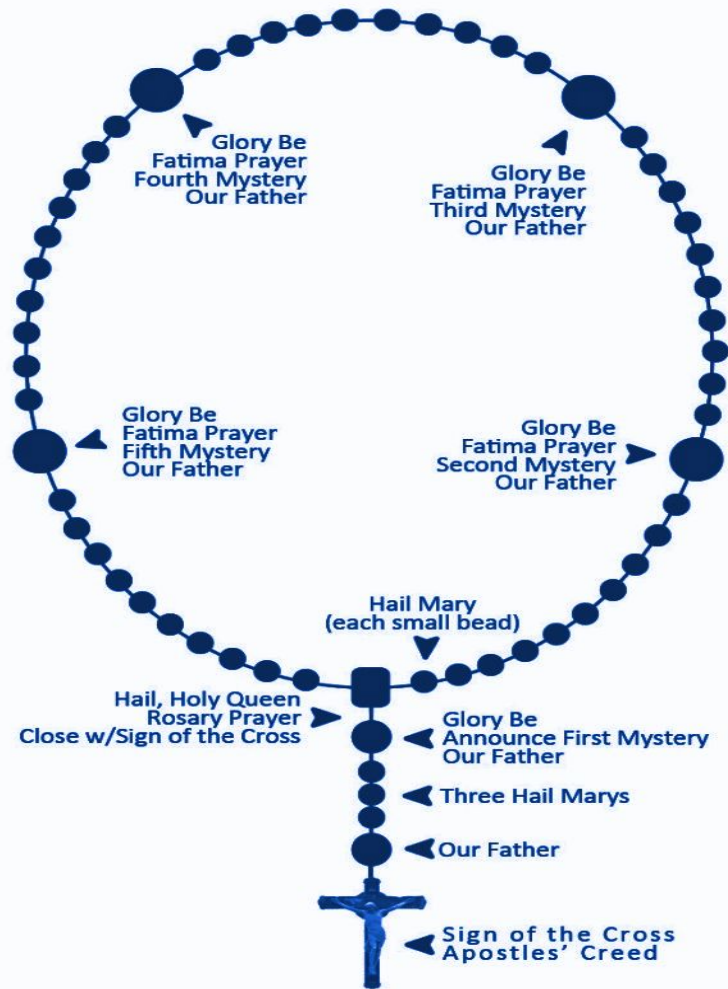 Glory Be
Fatima Prayer
Fourth Mystery
Our Father
Glory Be
Fatima Prayer
Third Mystery
Our Father
Glory Be
Fatima Prayer
Fifth Mystery
Our Father
Glory Be
Fatima Prayer
Second Mystery
Our Father
Hail Mary
(each small bead)
Hail, Holy Queen
Rosary Prayer
Close w/Sign of the Cross
Glory Be
Announce First Mystery
Our Father
Three Hail Marys
Our Father
Sign of the Cross
Apostles' Creed